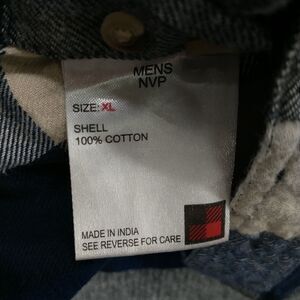 MENS
NVP
SIZE: XL
SHELL
100% COTTON
MADE IN INDIA
SEE REVERSE FOR CARE